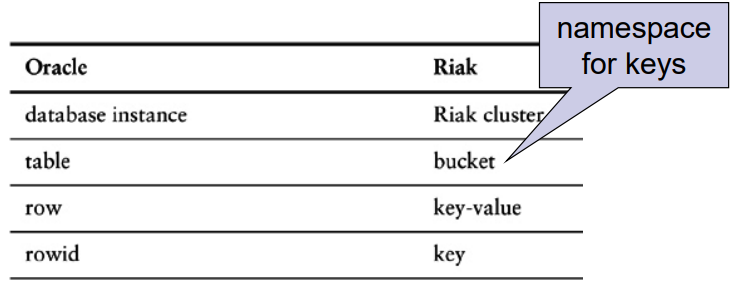 namespace
for keys
Oracle Riak
database instance Riak cluster
table bucket
row key-value
rowid key